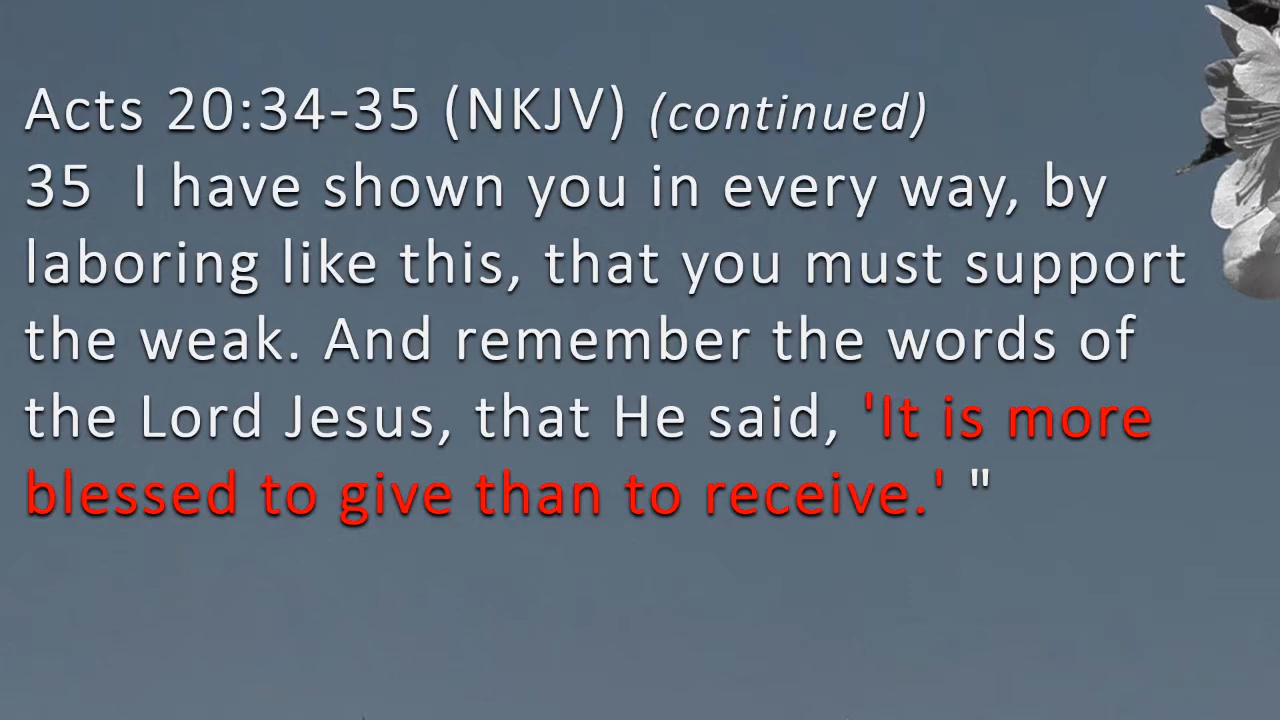 Acts 20:34-35 (NKJV) (continued)
35  I have shown you in every way, by
laboring like this, that you must support
the weak. And remember the words of
the Lord Jesus, that He said, 'It is more
blessed to give than to receive.' "